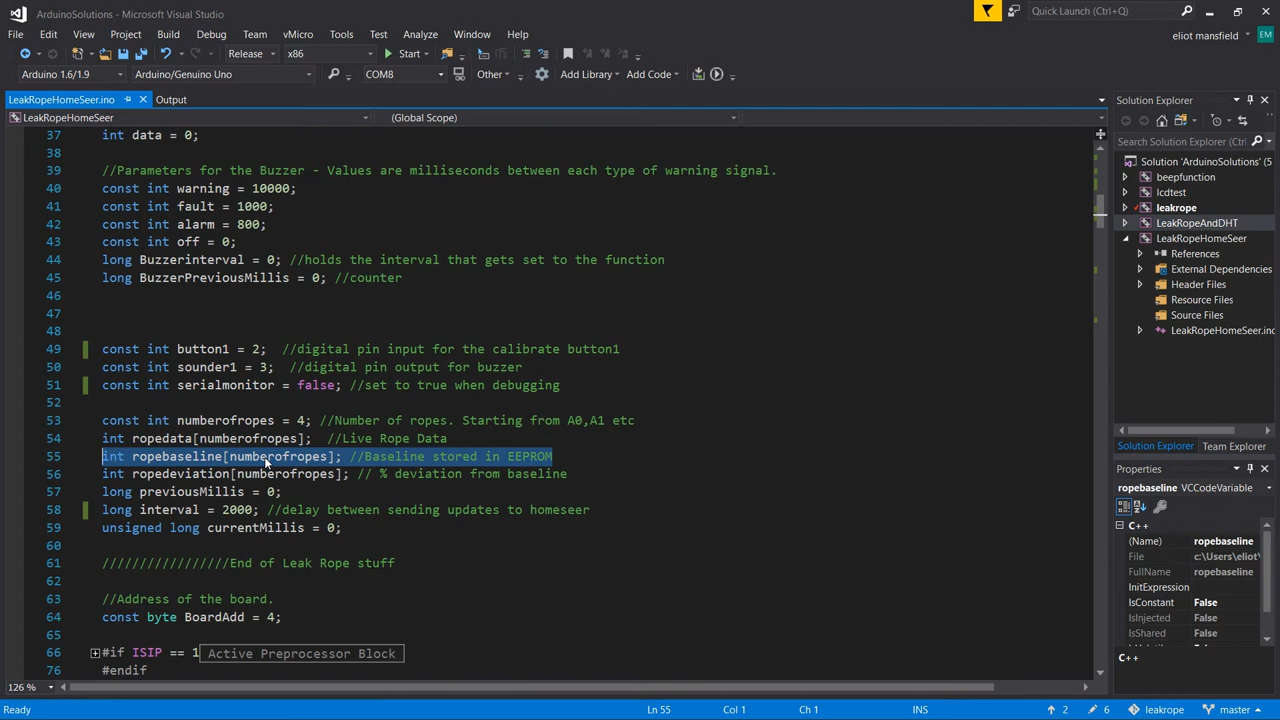 ArduinoSolutions - Microsoft Visual Studio
Quick Launch (Ctrl+Q)
File Edit View Project Build Debug Team vMicro Tools Test Analyze Window Help
eliot mansfield EM
Release x86 Start
Arduino 1.6/1.9 Arduino/Genuino Uno COM8 Other Add Library Add Code
LeakRopeHomeSeer.ino Output
LeakRopeHomeSeer (Global Scope)
37 int data = 0;
38
39 //Parameters for the Buzzer - Values are milliseconds between each type of warning signal.
40 const int warning = 10000;
41 const int fault = 1000;
42 const int alarm = 800;
43 const int off = 0;
44 long Buzzerinterval = 0; //holds the interval that gets set to the function
45 long BuzzerPreviousMillis = 0; //counter
46
47
48
49 const int button1 = 2; //digital pin input for the calibrate button1
50 const int sounder1 = 3; //digital pin output for buzzer
51 const int serialmonitor = false; //set to true when debugging
52
53 const int numberofropes = 4; //Number of ropes. Starting from A0,A1 etc
54 int ropedata[numberofropes]; //Live Rope Data
55 int ropebaseline[numberofropes]; //Baseline stored in EEPROM
56 int ropedeviation[numberofropes]; // % deviation from baseline
57 long previousMillis = 0;
58 long interval = 2000; //delay between sending updates to homeseer
59 unsigned long currentMillis = 0;
60
61 /////////////////End of Leak Rope stuff
62
63 //Address of the board.
64 const byte BoardAdd = 4;
65
66 #if ISIP == 1 Active Preprocessor Block
76 #endif
126 %
Solution Explorer
Search Solution Explorer (Ctrl+;)
Solution 'ArduinoSolutions' (5
beepfunction
lcdtest
leakrope
LeakRopeAndDHT
LeakRopeHomeSeer
References
External Dependencies
Header Files
Resource Files
Source Files
LeakRopeHomeSeer.inc
Solution Explorer Team Explorer
Properties
ropebaseline VCCodeVariable
C++
(Name) ropebaseline
File c:\Users\eliot
FullName ropebaseline
InitExpression
IsConstant False
IsInjected False
IsShared False
C++
Ready Ln 55 Col 1 Ch 1 INS 2 6 leakrope master